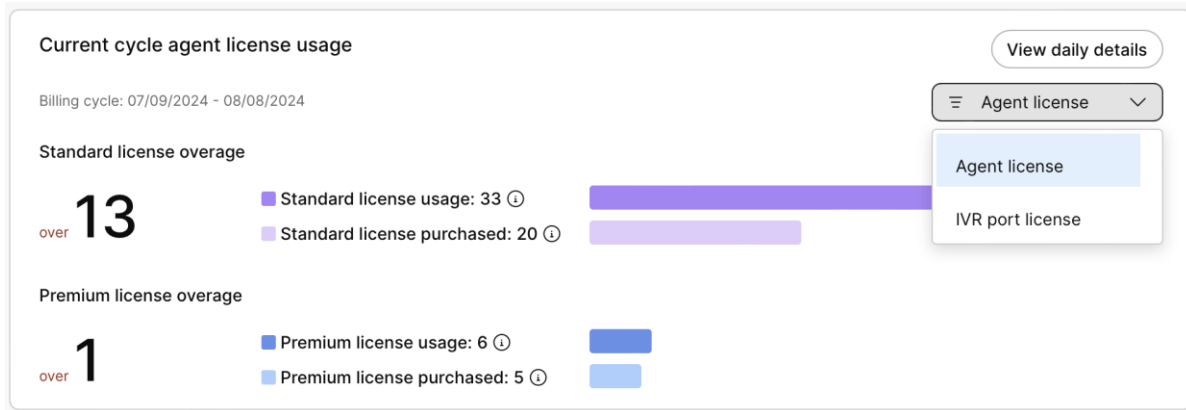 Current cycle agent license usage
View daily details
Billing cycle: 07/09/2024 - 08/08/2024
Agent license
Standard license overage
Agent license
over 13
Standard license usage: 33
IVR port license
Standard license purchased: 20
Premium license overage
over 1
Premium license usage: 6
Premium license purchased: 5